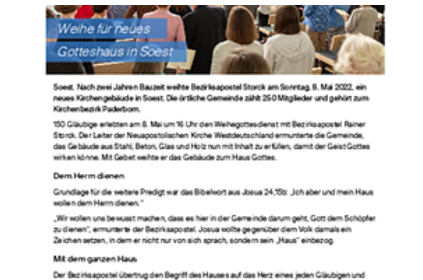 Weihe für neues
Gotteshaus in Soest
Soest. Nach zwei Jahren Bauzeit weihte Bezirksapostel Storck am Sonntag, 8. Mai 2022, ein
neues Kirchengebäude in Soest. Die örtliche Gemeinde zählt 250 Mitglieder und gehört zum
Kirchenbezirk Paderborn.
150 Gläubige erlebten am 8. Mai um 16 Uhr den Weihegottesdienst mit Bezirksapostel Rainer
Storck. Der Leiter der Neuapostolischen Kirche Westdeutschland ermunterte die Gemeinde,
das Gebäude aus Stahl, Beton, Glas und Holz nun mit Inhalt zu erfüllen, damit der Geist Gottes
wirken könne. Mit Gebet weihte er das Gebäude zum Haus Gottes.
Dem Herrn dienen
Grundlage für die weitere Predigt war das Bibelwort aus Josua 24,15b: „Ich aber und mein Haus
wollen dem Herrn dienen.“
„Wir wollen uns bewusst machen, dass es hier in der Gemeinde darum geht, Gott dem Schöpfer
zu dienen“, ermunterte der Bezirksapostel. Josua wollte gegenüber dem Volk damals ein
Zeichen setzen, in dem er nicht nur von sich sprach, sondern sein „Haus“ einbezog.
Mit dem ganzen Haus
Der Bezirksapostel übertrug den Begriff des Hauses auf das Herz eines jeden Gläubigen und